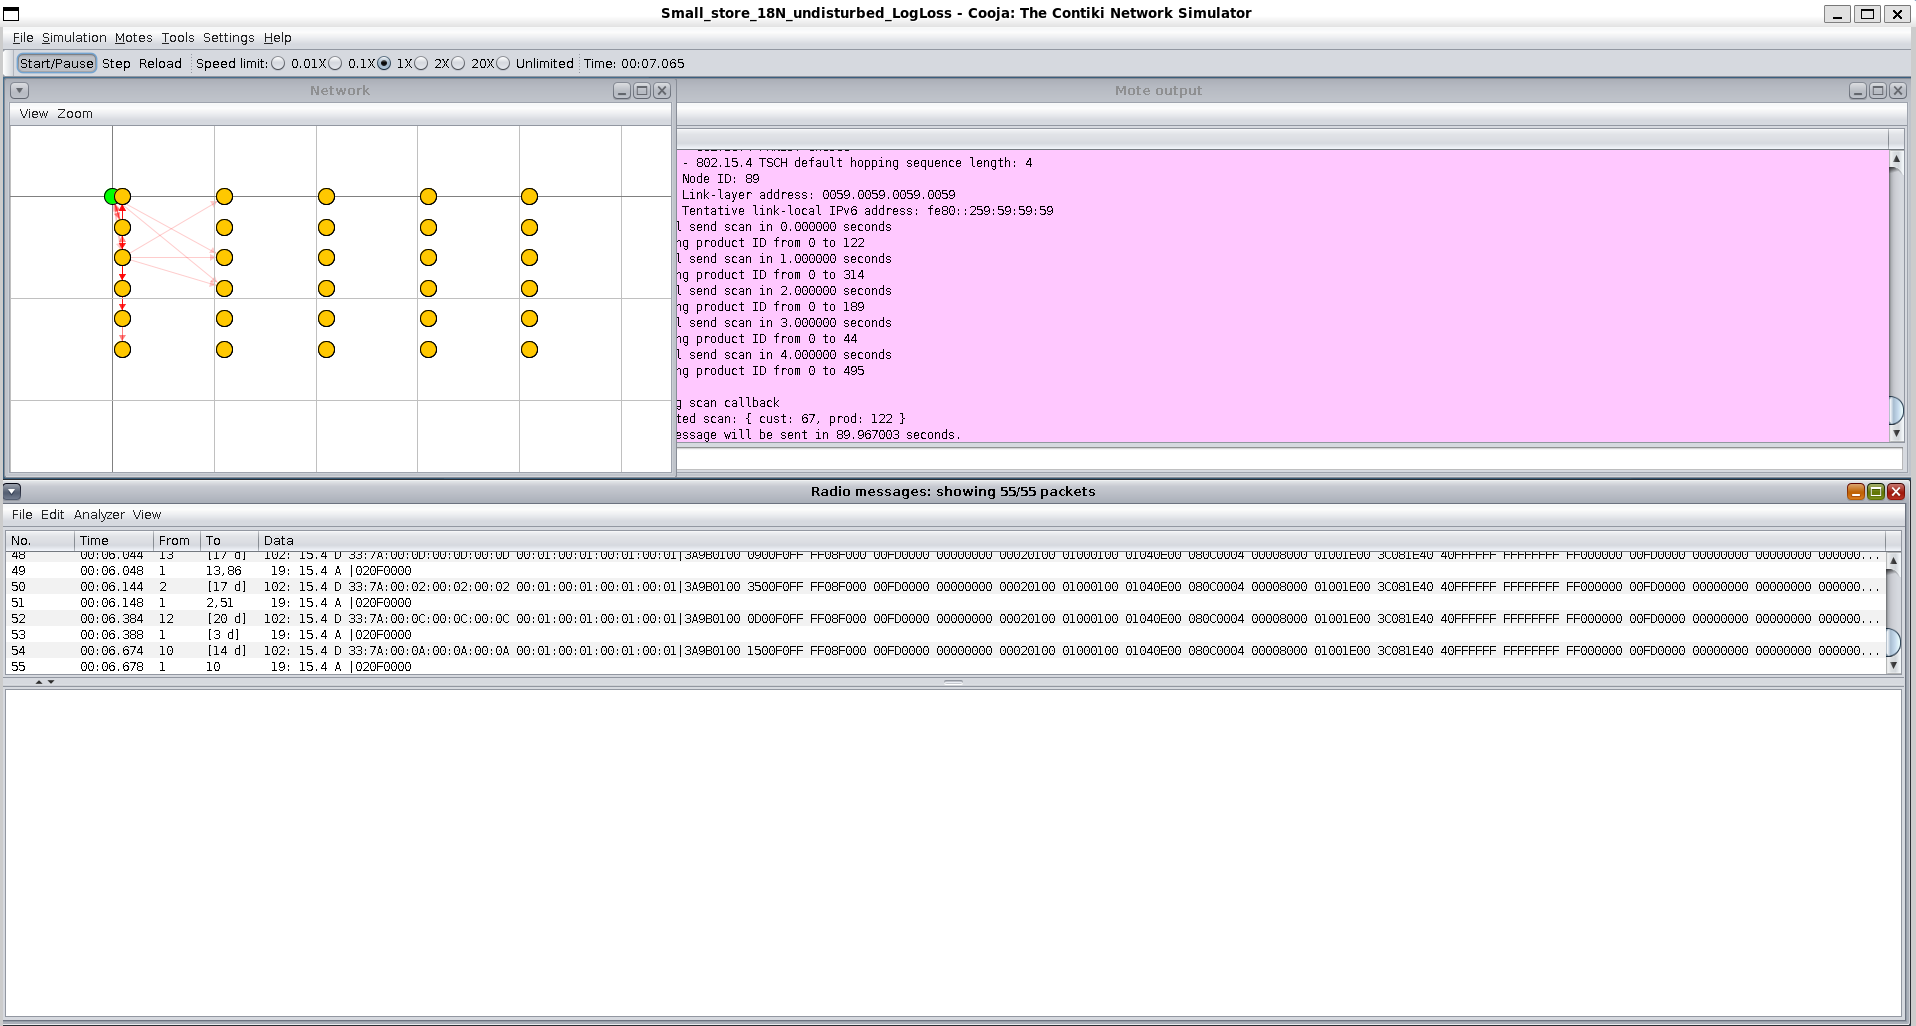 Small_store_18N_undisturbed_LogLoss - Cooja: The Contiki Network Simulator
File Simulation Motes Tools Settings Help
Start/Pause Step Reload Speed limit: 0.01X 0.1X 1X 2X 20X Unlimited Time: 00:07.065
Network
View Zoom
Mote output
- 802.15.4 TSCH default hopping sequence length: 4
Node ID: 89
Link-layer address: 0059.0059.0059.0059
Tentative link-local IPv6 address: fe80::259:59:59:59
l send scan in 0.000000 seconds
ng product ID from 0 to 122
l send scan in 1.000000 seconds
ng product ID from 0 to 314
l send scan in 2.000000 seconds
ng product ID from 0 to 189
l send scan in 3.000000 seconds
ng product ID from 0 to 44
l send scan in 4.000000 seconds
ng product ID from 0 to 495
g scan callback
ted scan: { cust: 67, prod: 122 }
essage will be sent in 89.967003 seconds.
Radio messages: showing 55/55 packets
File Edit Analyzer View
No. Time From To Data
48 00:06.044 13 [17 d] 102: 15.4 D 33:7A:00:0D:00:0D:00:0D 00:01:00:01:00:01:00:01|3A9B0100 0900F0FF FF08F000 00FD0000 00000000 00020100 01000100 01040E00 080C0004 00008000 01001E00 3C081E40 40FFFFFF FFFFFFFF FF000000 00FD0000 00000000 00000000 000000...
49 00:06.048 1 13,86 19: 15.4 A |020F0000
50 00:06.144 2 [17 d] 102: 15.4 D 33:7A:00:02:00:02:00:02 00:01:00:01:00:01:00:01|3A9B0100 3500F0FF FF08F000 00FD0000 00000000 00020100 01000100 01040E00 080C0004 00008000 01001E00 3C081E40 40FFFFFF FFFFFFFF FF000000 00FD0000 00000000 00000000 000000...
51 00:06.148 1 2,51 19: 15.4 A |020F0000
52 00:06.384 12 [20 d] 102: 15.4 D 33:7A:00:0C:00:0C:00:0C 00:01:00:01:00:01:00:01|3A9B0100 0D00F0FF FF08F000 00FD0000 00000000 00020100 01000100 01040E00 080C0004 00008000 01001E00 3C081E40 40FFFFFF FFFFFFFF FF000000 00FD0000 00000000 00000000 000000...
53 00:06.388 1 [3 d] 19: 15.4 A |020F0000
54 00:06.674 10 [14 d] 102: 15.4 D 33:7A:00:0A:00:0A:00:0A 00:01:00:01:00:01:00:01|3A9B0100 1500F0FF FF08F000 00FD0000 00000000 00020100 01000100 01040E00 080C0004 00008000 01001E00 3C081E40 40FFFFFF FFFFFFFF FF000000 00FD0000 00000000 00000000 000000...
55 00:06.678 1 10 19: 15.4 A |020F0000